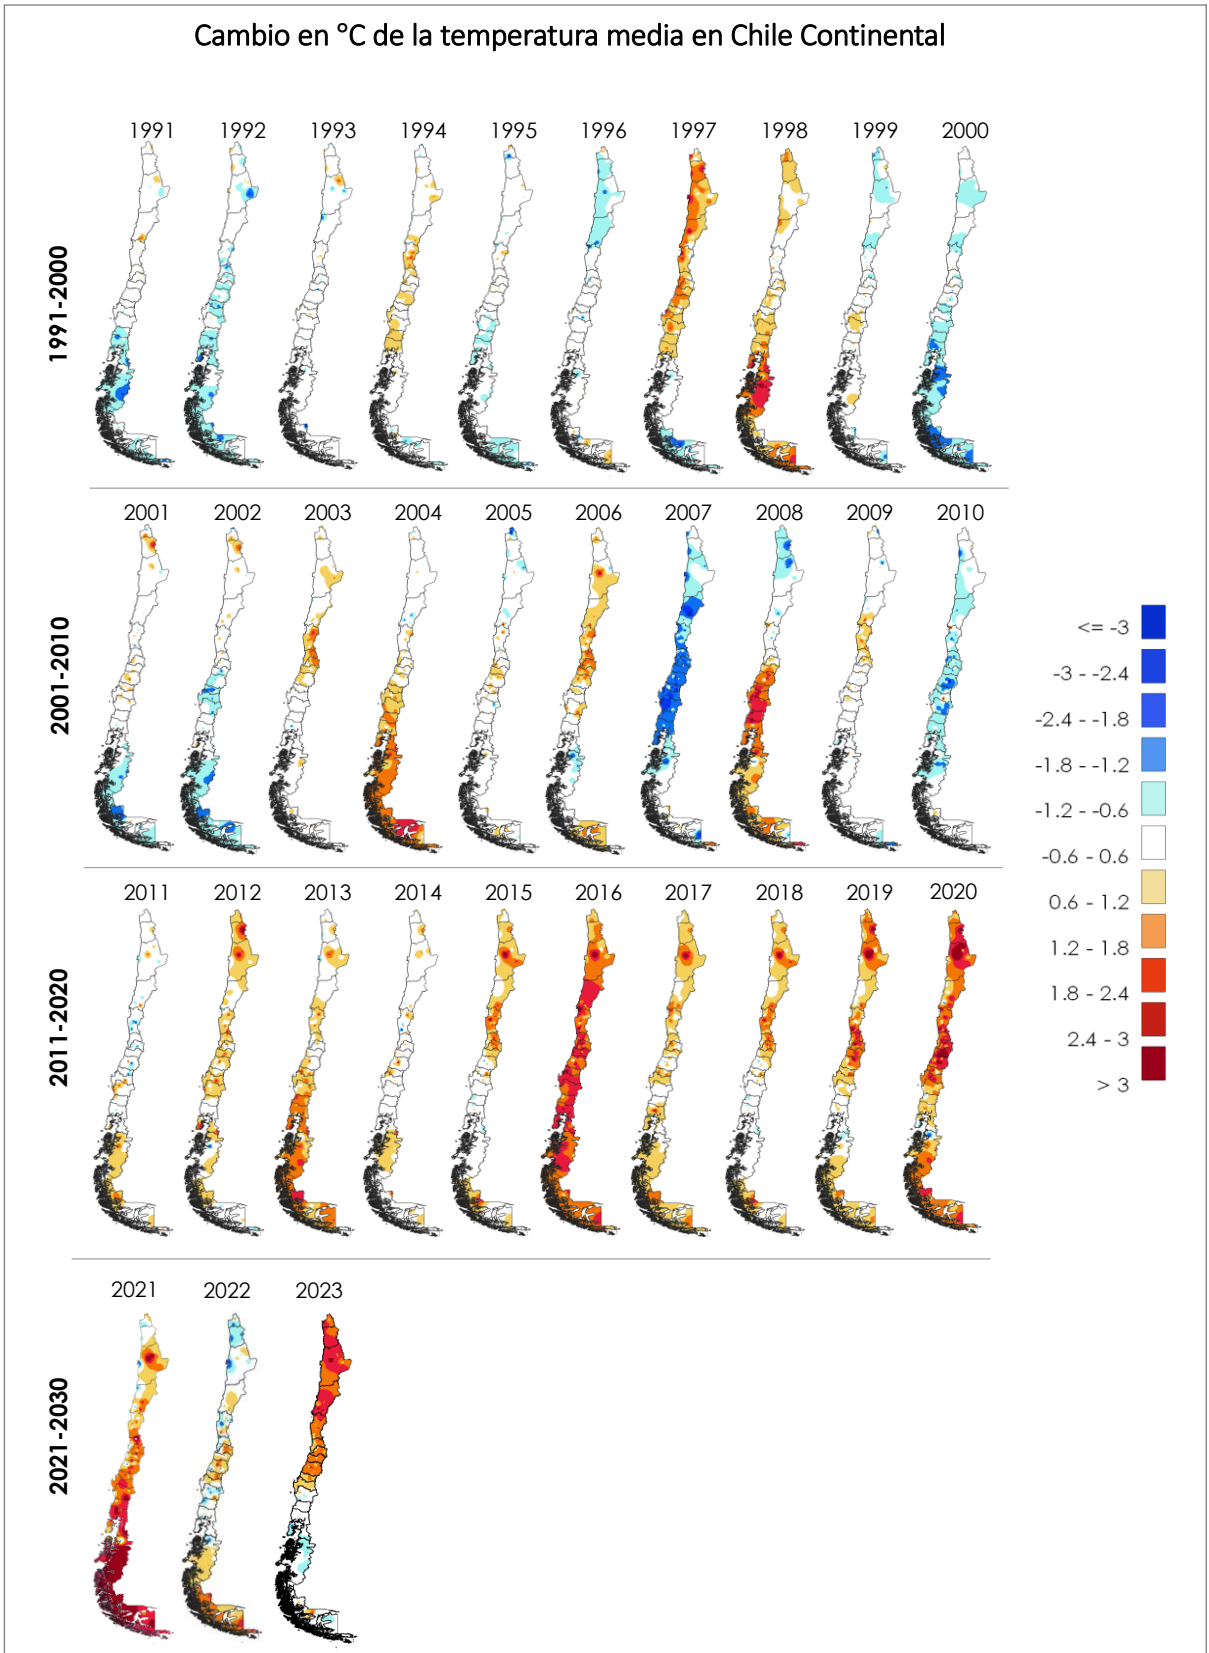 Cambio en °C de la temperatura media en Chile Continental
1991-2000
1991 1992 1993 1994 1995 1996 1997 1998 1999 2000
2001-2010
2001 2002 2003 2004 2005 2006 2007 2008 2009 2010
<= -3
-3 - -2.4
-2.4 - -1.8
-1.8 - -1.2
-1.2 - -0.6
-0.6 - 0.6
0.6 - 1.2
1.2 - 1.8
1.8 - 2.4
2.4 - 3
> 3
2011-2020
2011 2012 2013 2014 2015 2016 2017 2018 2019 2020
2021-2030
2021 2022 2023